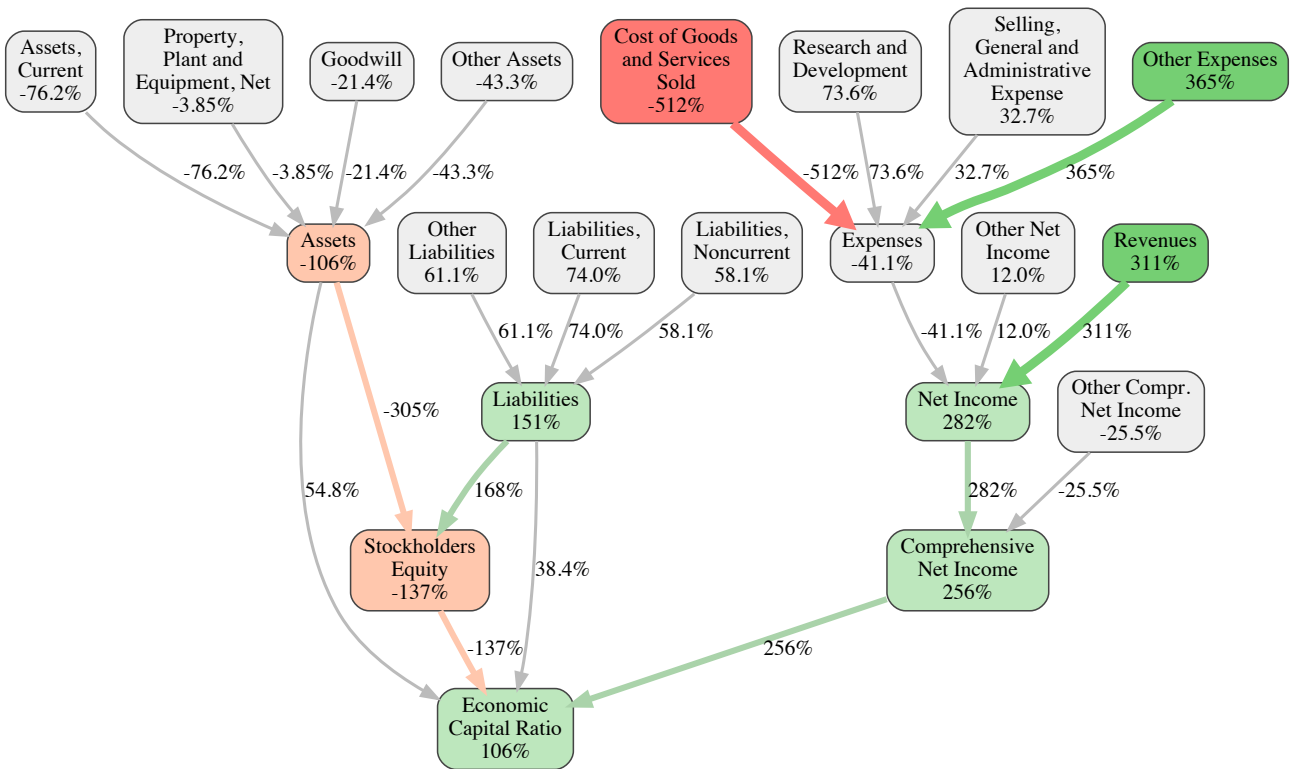 Assets,
Current
-76.2%
Property,
Plant and
Equipment, Net
-3.85%
Goodwill
-21.4%
Other Assets
-43.3%
Cost of Goods
and Services
Sold
-512%
Research and
Development
73.6%
Selling,
General and
Administrative
Expense
32.7%
Other Expenses
365%
-76.2%
-3.85%
-21.4%
-43.3%
-512%
73.6%
32.7%
365%
Assets
-106%
Other
Liabilities
61.1%
Liabilities,
Current
74.0%
Liabilities,
Noncurrent
58.1%
Expenses
-41.1%
Other Net
Income
12.0%
Revenues
311%
61.1%
74.0%
58.1%
-41.1%
12.0%
311%
-305%
Liabilities
151%
Net Income
282%
Other Compr.
Net Income
-25.5%
54.8%
168%
282%
-25.5%
Stockholders
Equity
-137%
38.4%
Comprehensive
Net Income
256%
-137%
256%
Economic
Capital Ratio
106%